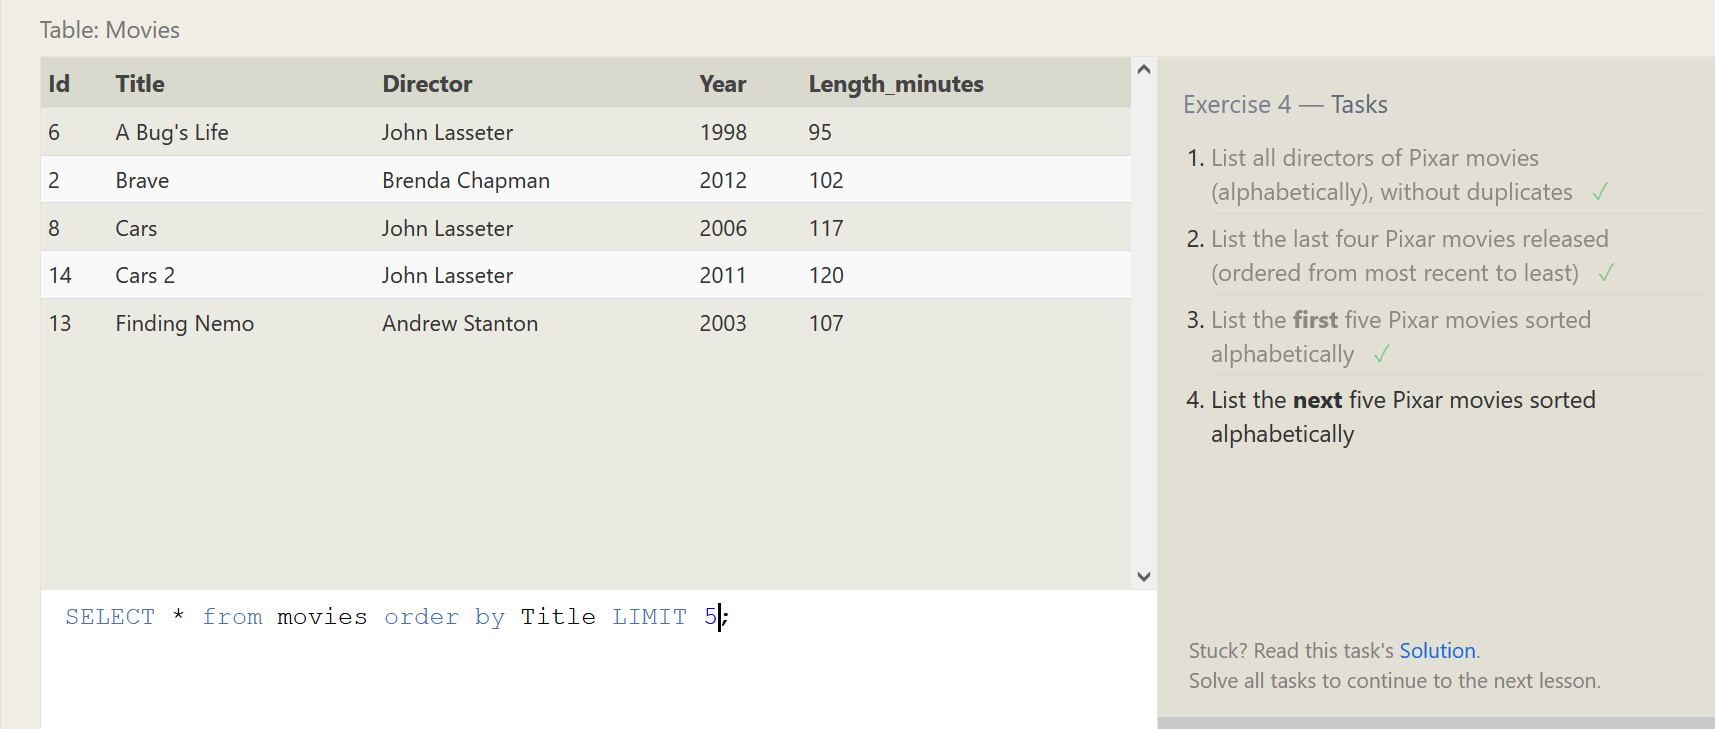 Table: Movies
Id Title Director Year Length_minutes
6 A Bug's Life John Lasseter 1998 95
2 Brave Brenda Chapman 2012 102
8 Cars John Lasseter 2006 117
14 Cars 2 John Lasseter 2011 120
13 Finding Nemo Andrew Stanton 2003 107
SELECT * from movies order by Title LIMIT 5;
Exercise 4 — Tasks
1. List all directors of Pixar movies
(alphabetically), without duplicates ✓
2. List the last four Pixar movies released
(ordered from most recent to least) ✓
3. List the first five Pixar movies sorted
alphabetically ✓
4. List the next five Pixar movies sorted
alphabetically
Stuck? Read this task's Solution.
Solve all tasks to continue to the next lesson.